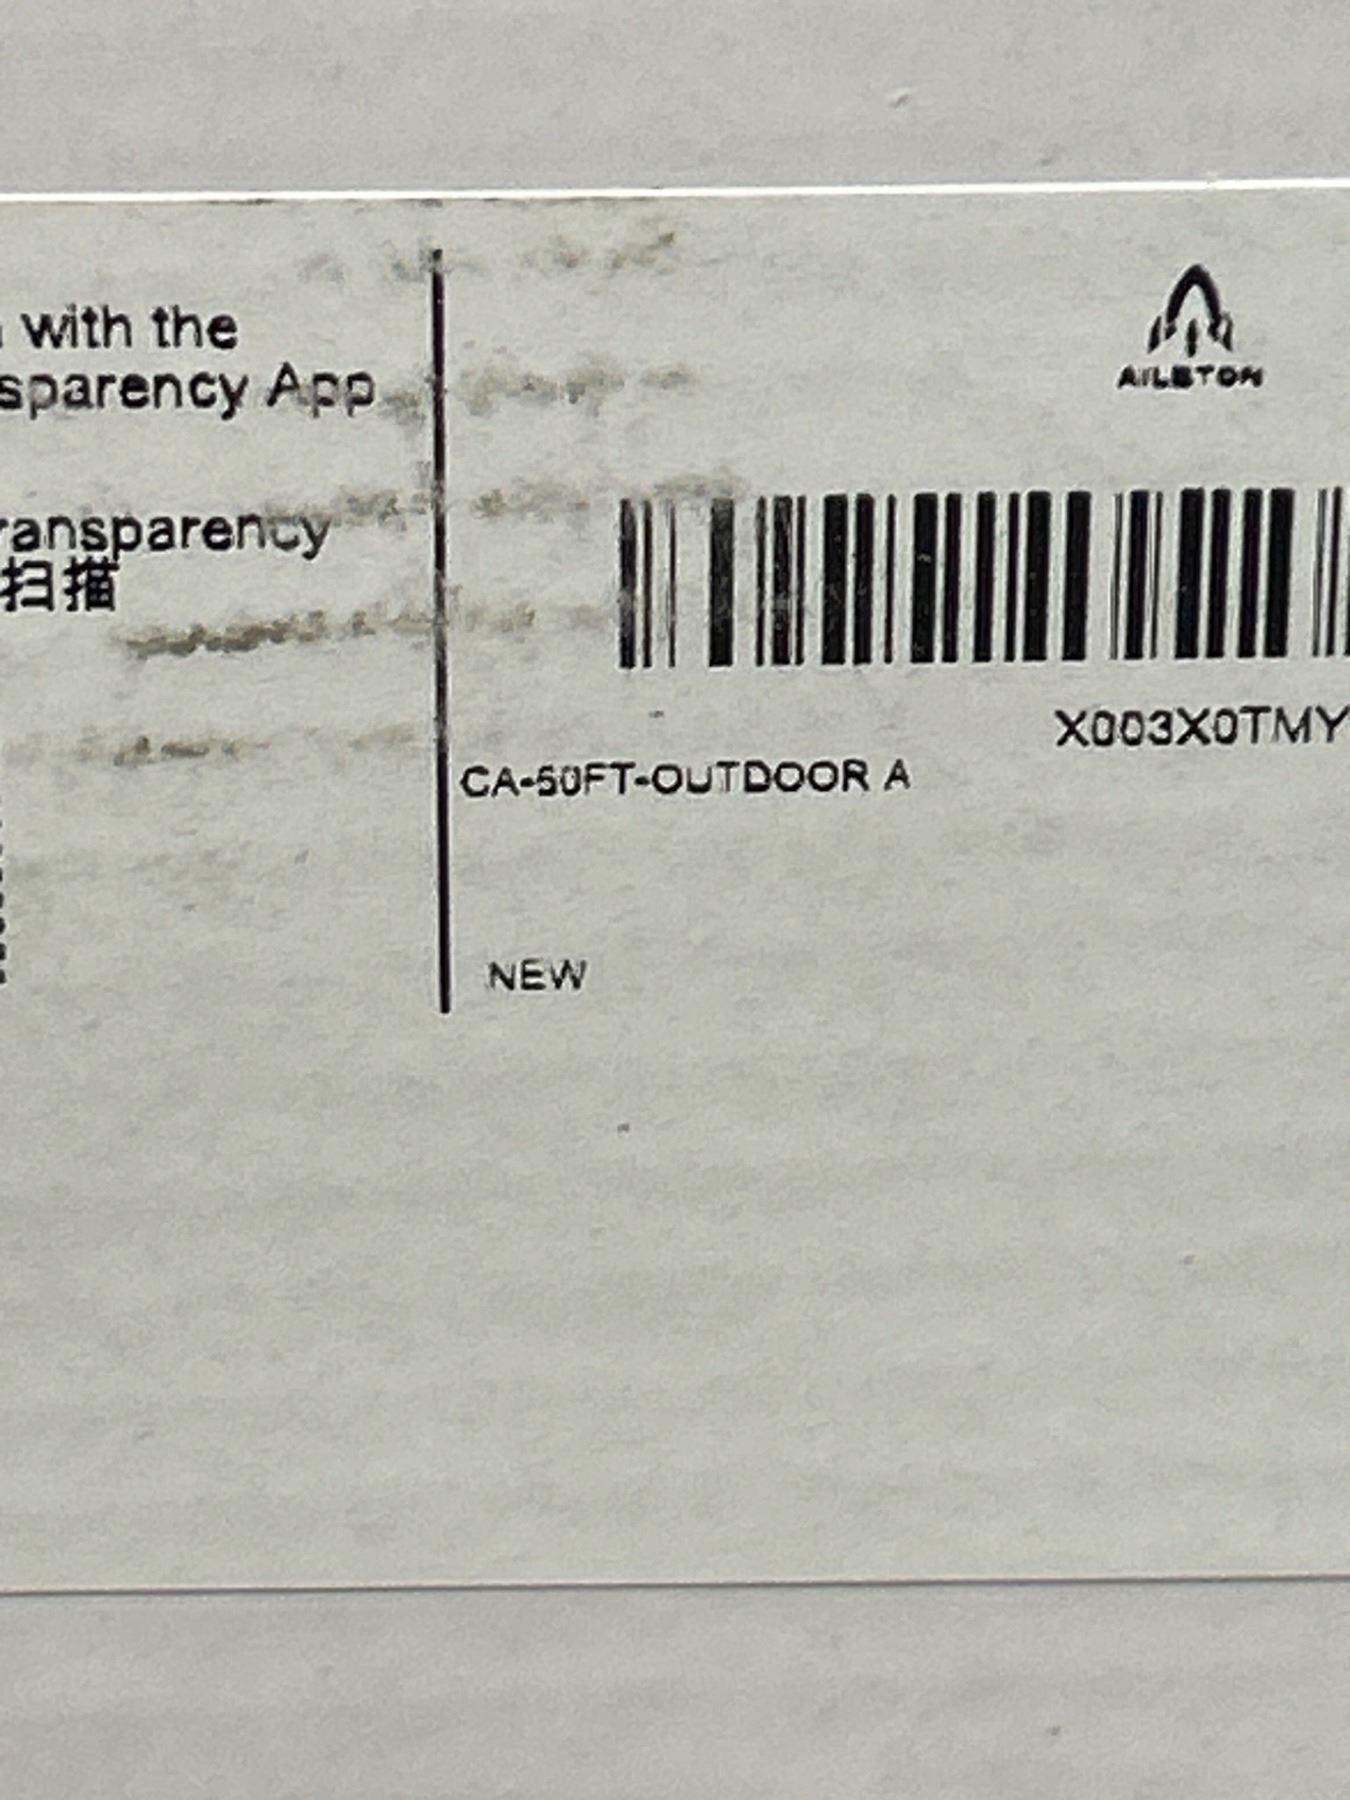 with the
sparency App
ransparency
扫描
AILSTON
X003X0TMY
CA-50FT-OUTDOOR A
NEW